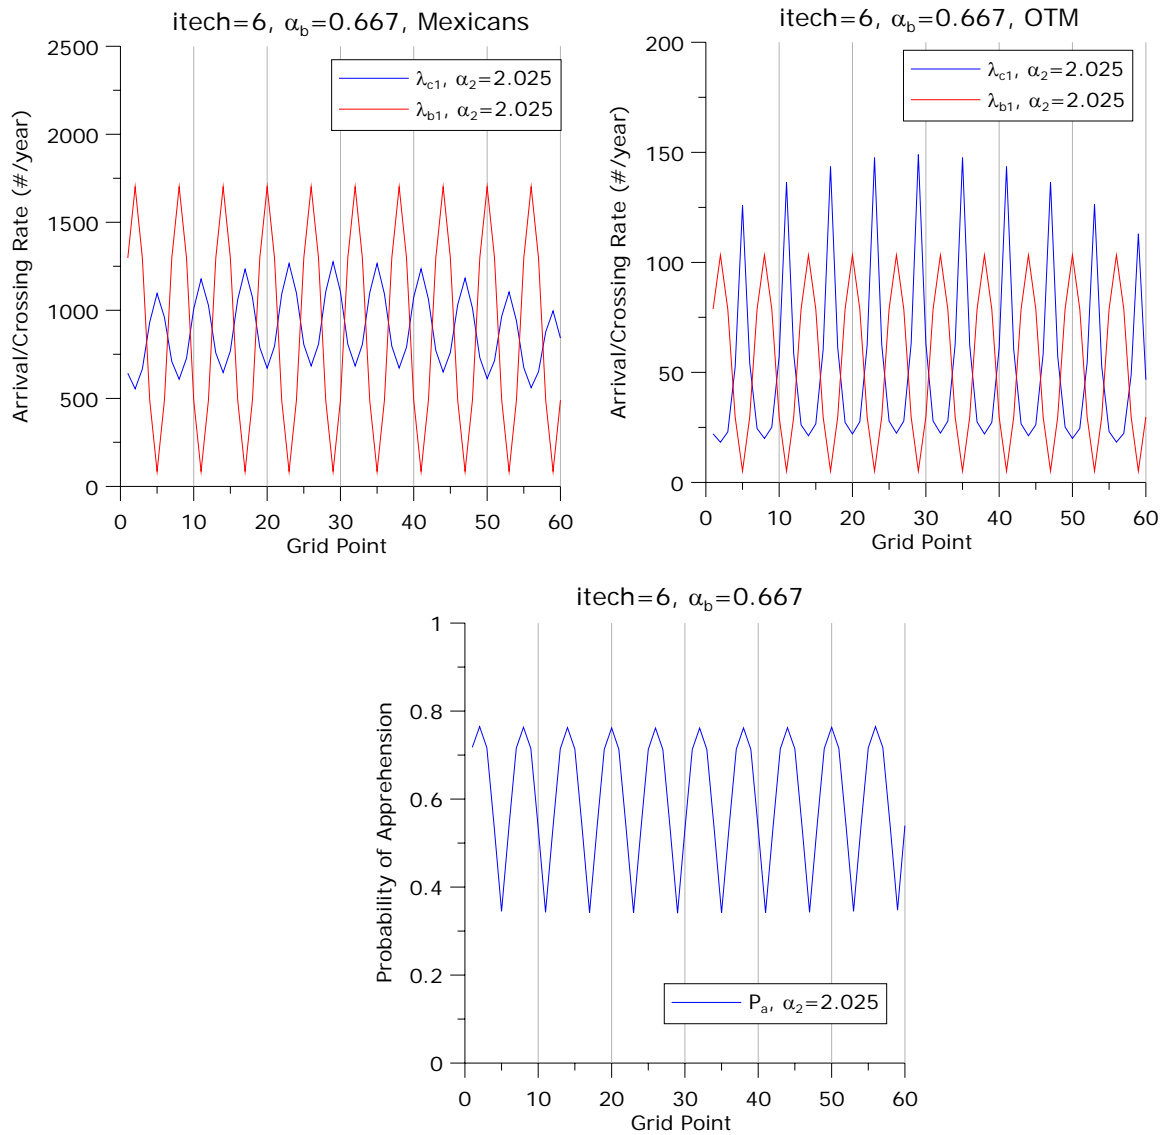 itech=6, αb=0.667, Mexicans
2500
2000
1500
1000
500
0
Arrival/Crossing Rate (#/year)
λc1, α2=2.025
λb1, α2=2.025
0 10 20 30 40 50 60
Grid Point
itech=6, αb=0.667, OTM
200
150
100
50
0
Arrival/Crossing Rate (#/year)
λc1, α2=2.025
λb1, α2=2.025
0 10 20 30 40 50 60
Grid Point
itech=6, αb=0.667
1
0.8
0.6
0.4
0.2
0
Probability of Apprehension
Pa, α2=2.025
0 10 20 30 40 50 60
Grid Point